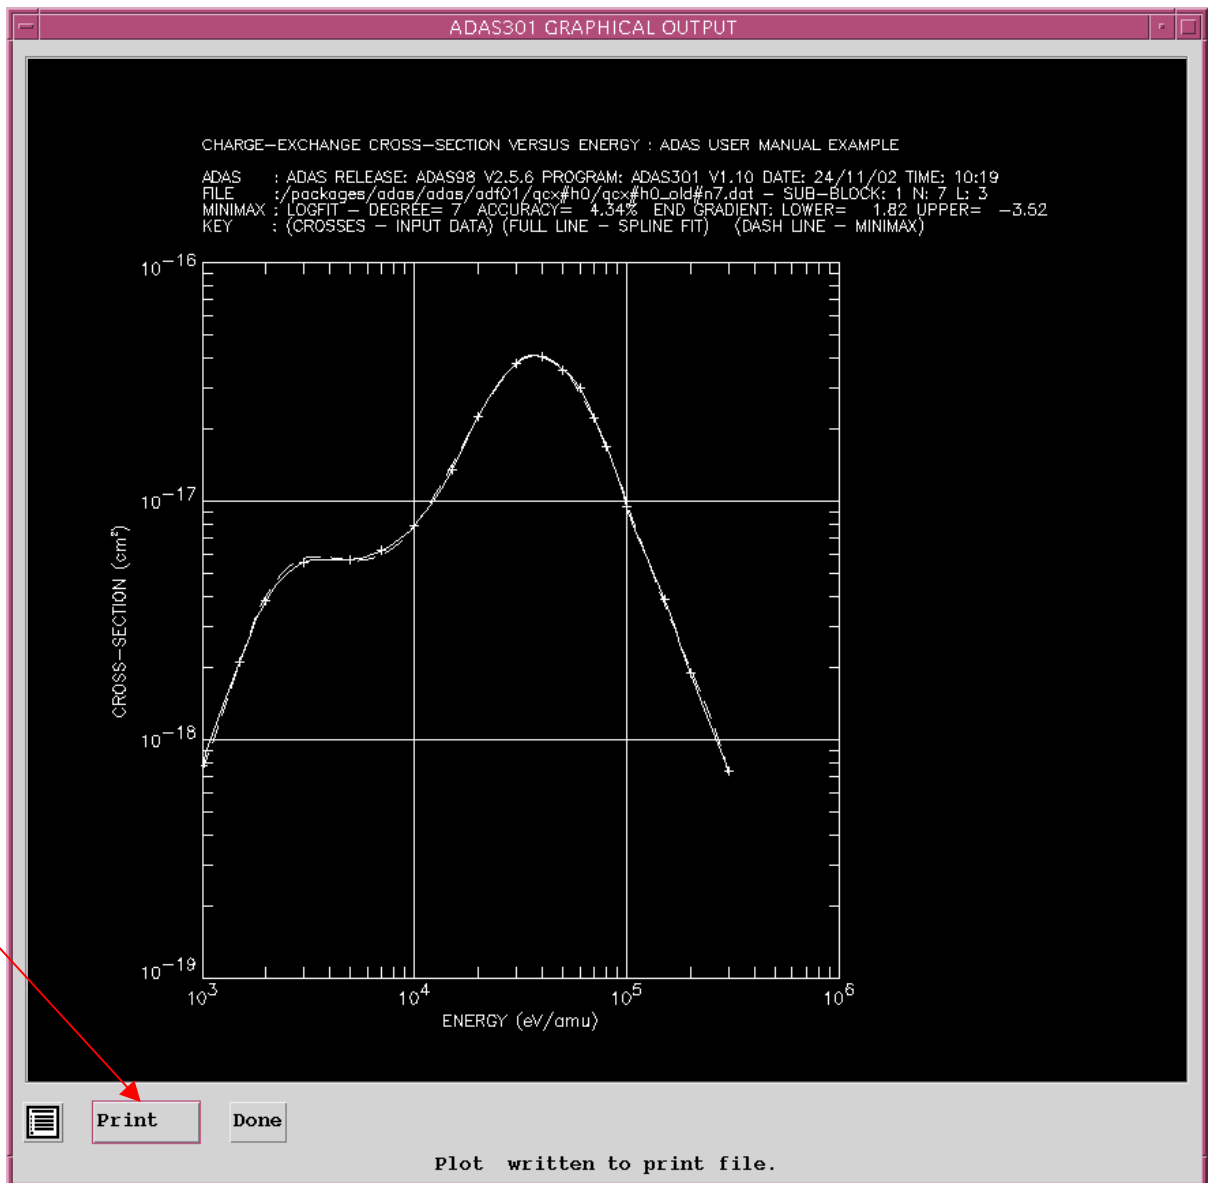 ADAS301 GRAPHICAL OUTPUT
CHARGE-EXCHANGE CROSS-SECTION VERSUS ENERGY : ADAS USER MANUAL EXAMPLE
ADAS : ADAS RELEASE: ADAS98 V2.5.6 PROGRAM: ADAS301 V1.10 DATE: 24/11/02 TIME: 10:19
FILE :/packages/adas/adas/adf01/qcx#h0/qcx#h0_old#n7.dat - SUB-BLOCK: 1 N: 7 L: 3
MINIMAX : LOGFIT - DEGREE= 7 ACCURACY= 4.34% END GRADIENT: LOWER= 1.82 UPPER= -3.52
KEY : (CROSSES - INPUT DATA) (FULL LINE - SPLINE FIT) (DASH LINE - MINIMAX)
10^-16
10^-17
10^-18
10^-19
CROSS-SECTION (cm²)
10^3 10^4 10^5 10^6
ENERGY (eV/amu)
Print Done
Plot written to print file.